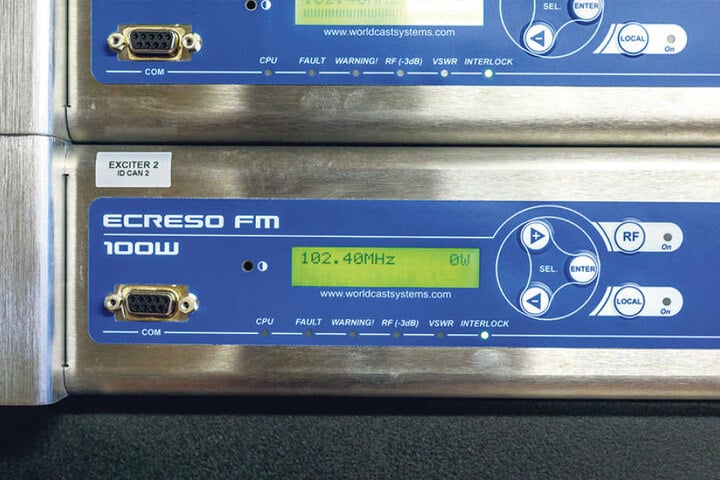 SEL.
ENTER
www.worldcastsystems.com
LOCAL
On
COM
CPU FAULT WARNING! RF (-3dB) VSWR INTERLOCK
EXCITER 2
ID CAN 2
ECRESO FM
100W
102.40MHz 0W
www.worldcastsystems.com
SEL.
ENTER
RF
On
LOCAL
On
COM
CPU FAULT WARNING! RF (-3dB) VSWR INTERLOCK